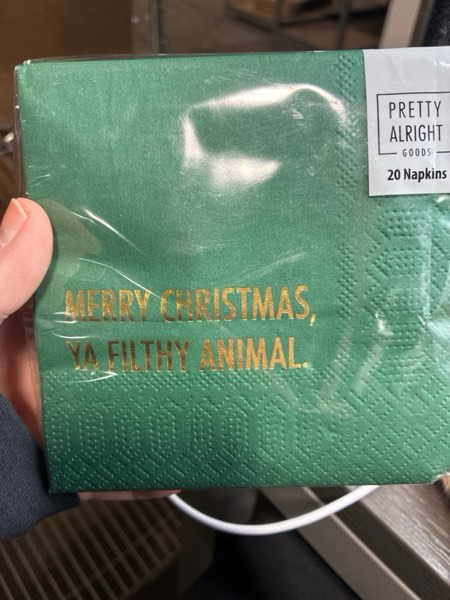 PRETTY
ALRIGHT
GOODS
20 Napkins
MERRY CHRISTMAS,
YA FILTHY ANIMAL.